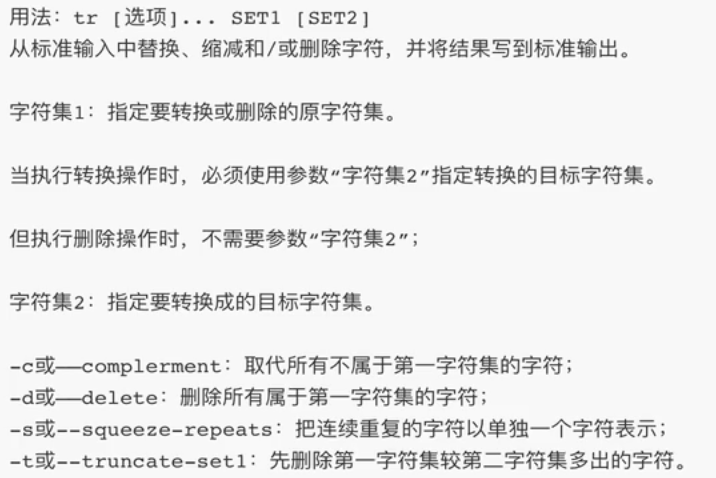 用法：tr [选项]... SET1 [SET2]
从标准输入中替换、缩减和/或删除字符，并将结果写到标准输出。
字符集1：指定要转换或删除的原字符集。
当执行转换操作时，必须使用参数“字符集2”指定转换的目标字符集。
但执行删除操作时，不需要参数“字符集2”；
字符集2：指定要转换成的目标字符集。
-c或——complerment：取代所有不属于第一字符集的字符；
-d或——delete：删除所有属于第一字符集的字符；
-s或--squeeze-repeats：把连续重复的字符以单独一个字符表示；
-t或--truncate-set1：先删除第一字符集较第二字符集多出的字符。